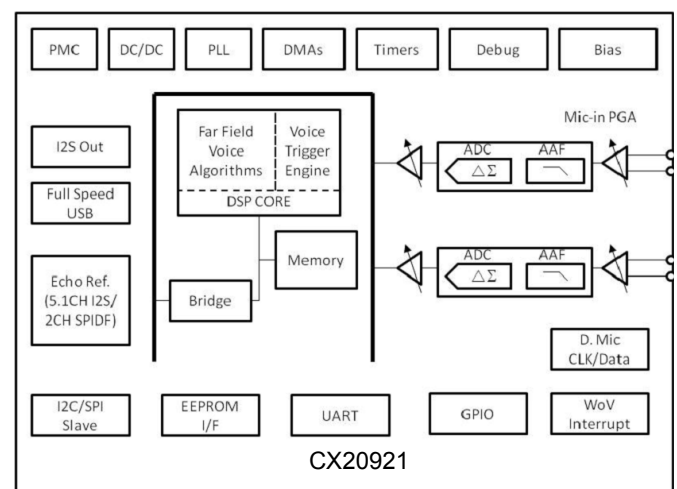 PMC
DC/DC
PLL
DMAs
Timers
Debug
Bias
Mic-in PGA
I2S Out
Full Speed
USB
Echo Ref.
(5.1CH I2S/
2CH SPIDF)
Far Field
Voice
Algorithms
Voice
Trigger
Engine
DSP CORE
Memory
Bridge
ADC
AAF
ΔΣ
ADC
AAF
ΔΣ
D. Mic
CLK/Data
I2C/SPI
Slave
EEPROM
I/F
UART
GPIO
WoV
Interrupt
CX20921